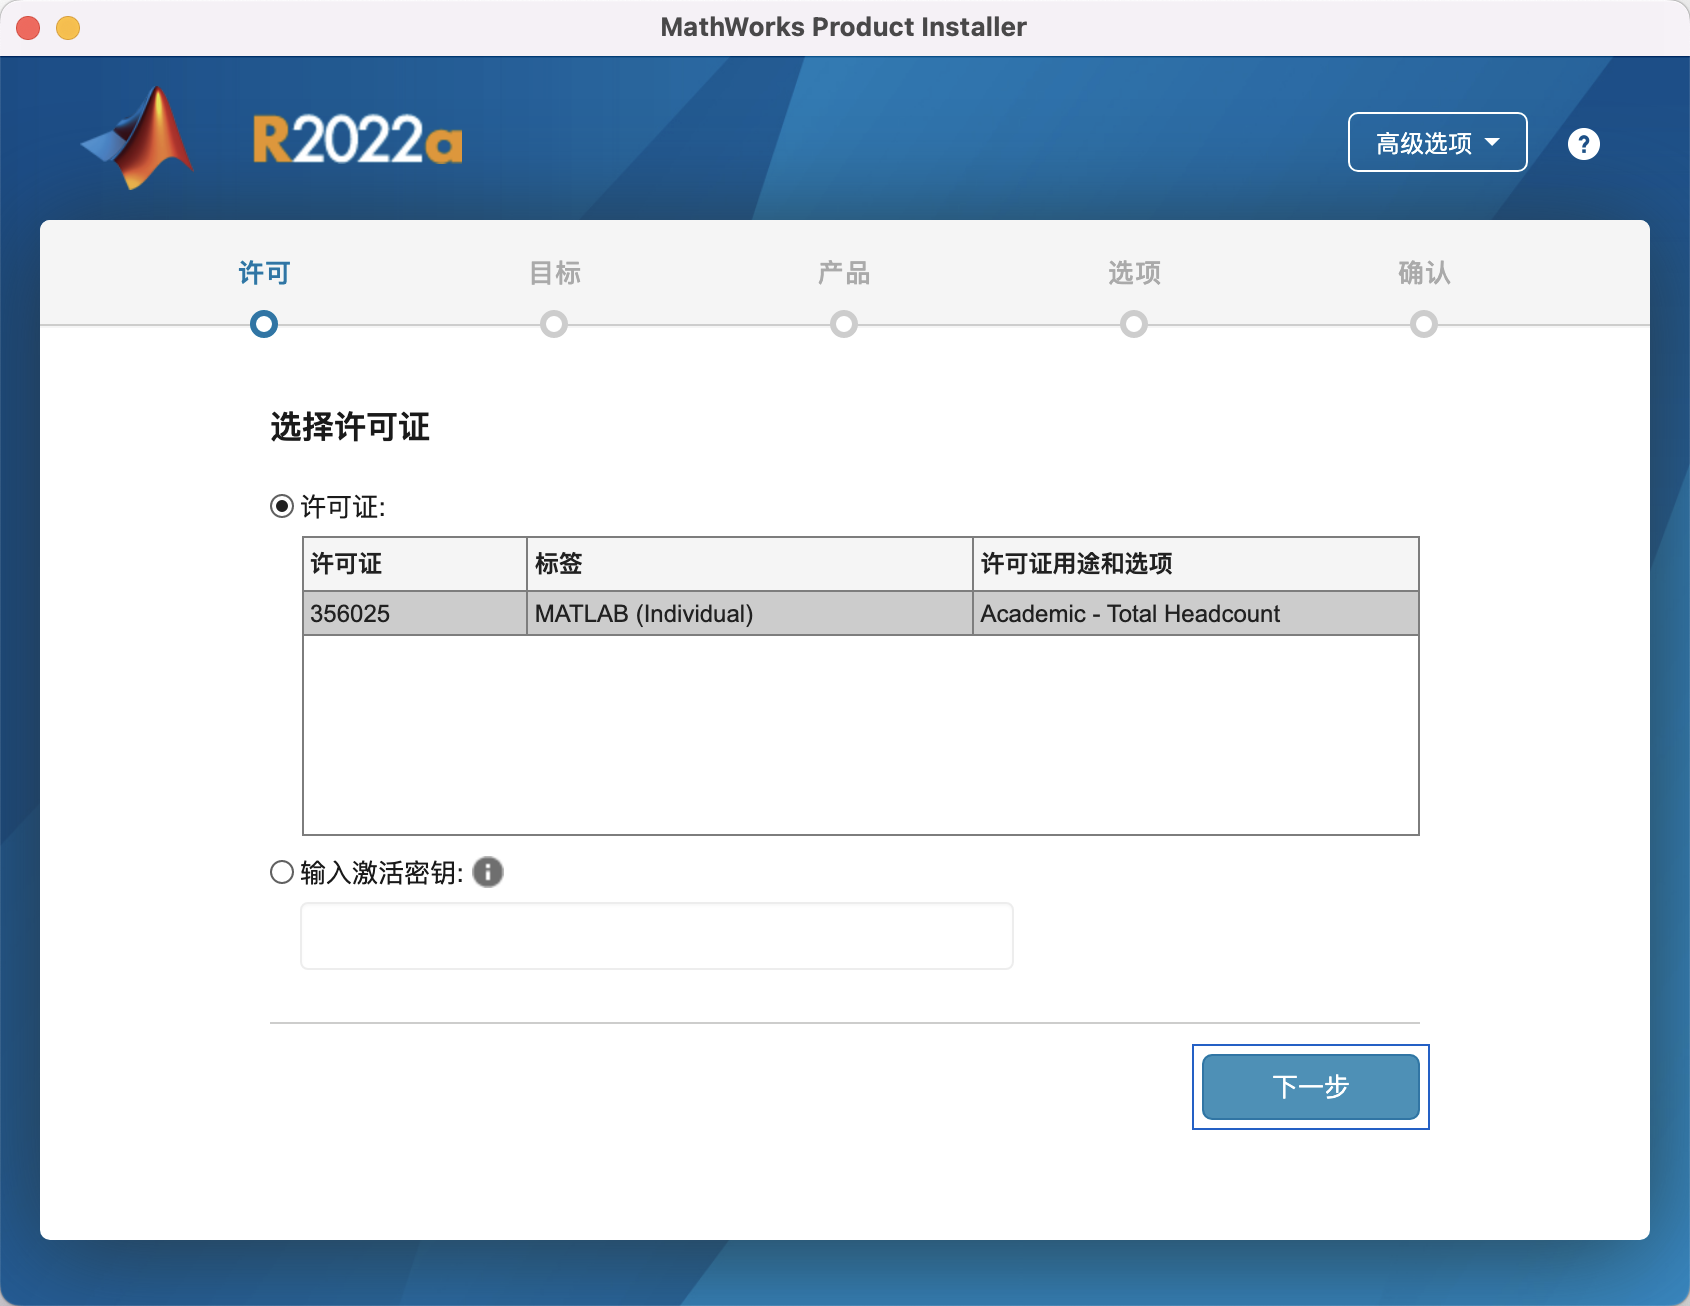 MathWorks Product Installer
R2022a
高级选项
?
许可
目标
产品
选项
确认
选择许可证
许可证:
许可证
标签
许可证用途和选项
356025
MATLAB (Individual)
Academic - Total Headcount
输入激活密钥:
下一步